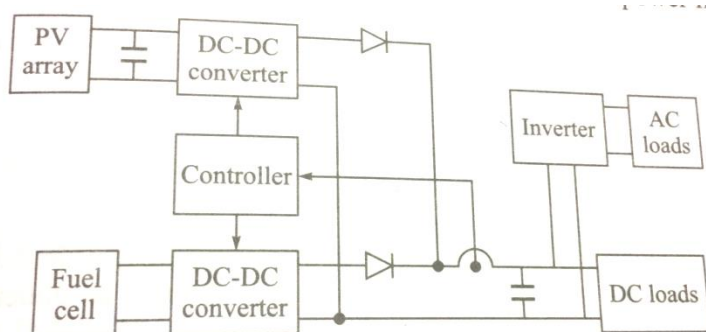 PV
array
DC-DC
converter
Inverter
AC
loads
Controller
Fuel
cell
DC-DC
converter
DC loads